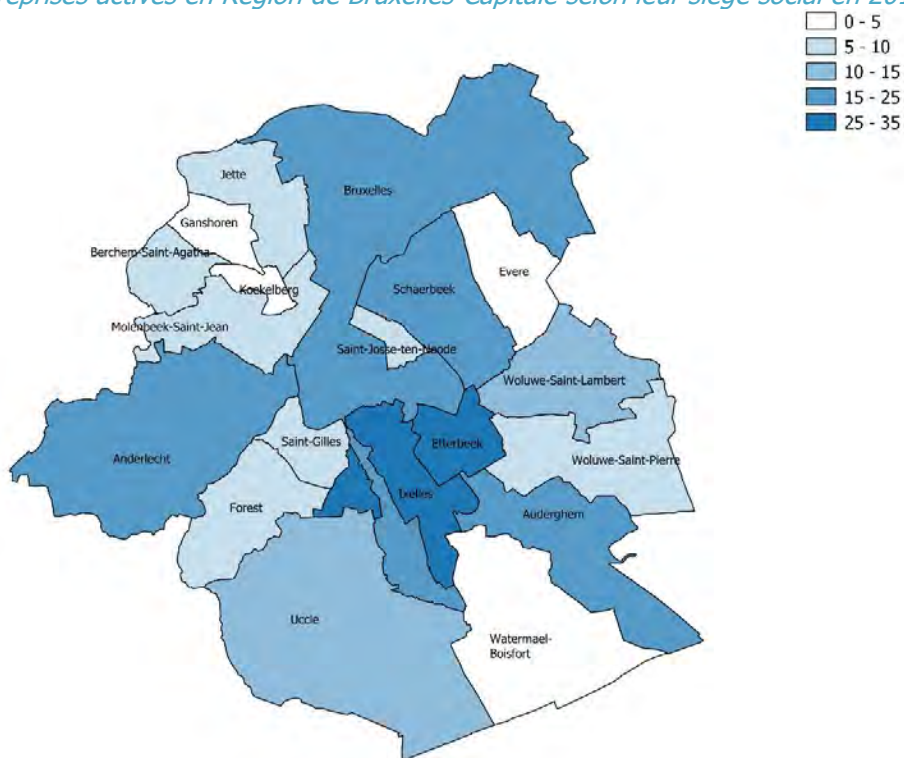 reprises actives en Région de Bruxelles-Capitale selon leur siège social en 201
0 - 5
5 - 10
10 - 15
15 - 25
25 - 35
Jette
Bruxelles
Ganshoren
Berchem-Saint-Agatha
Evere
Koekelberg
Schaerbeek
Molenbeek-Saint-Jean
Saint-Josse-ten-Noode
Woluwe-Saint-Lambert
Saint-Gilles
Etterbeek
Anderlecht
Woluwe-Saint-Pierre
Ixelles
Forest
Auderghem
Uccle
Watermael-
Boisfort